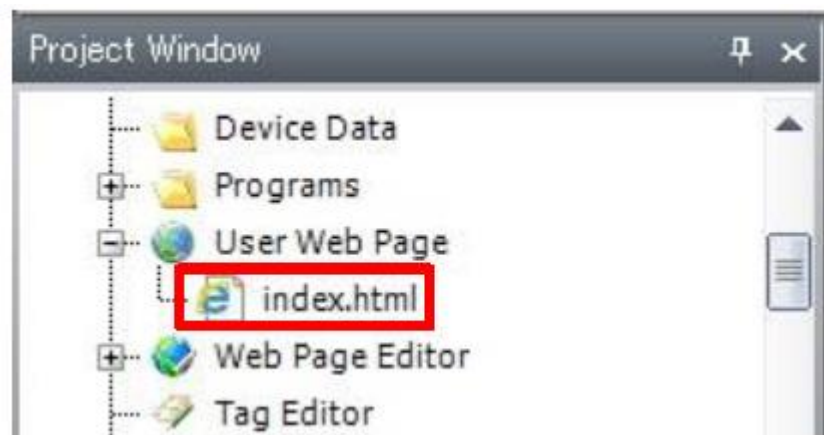 Project Window
Device Data
Programs
User Web Page
index.html
Web Page Editor
Tag Editor